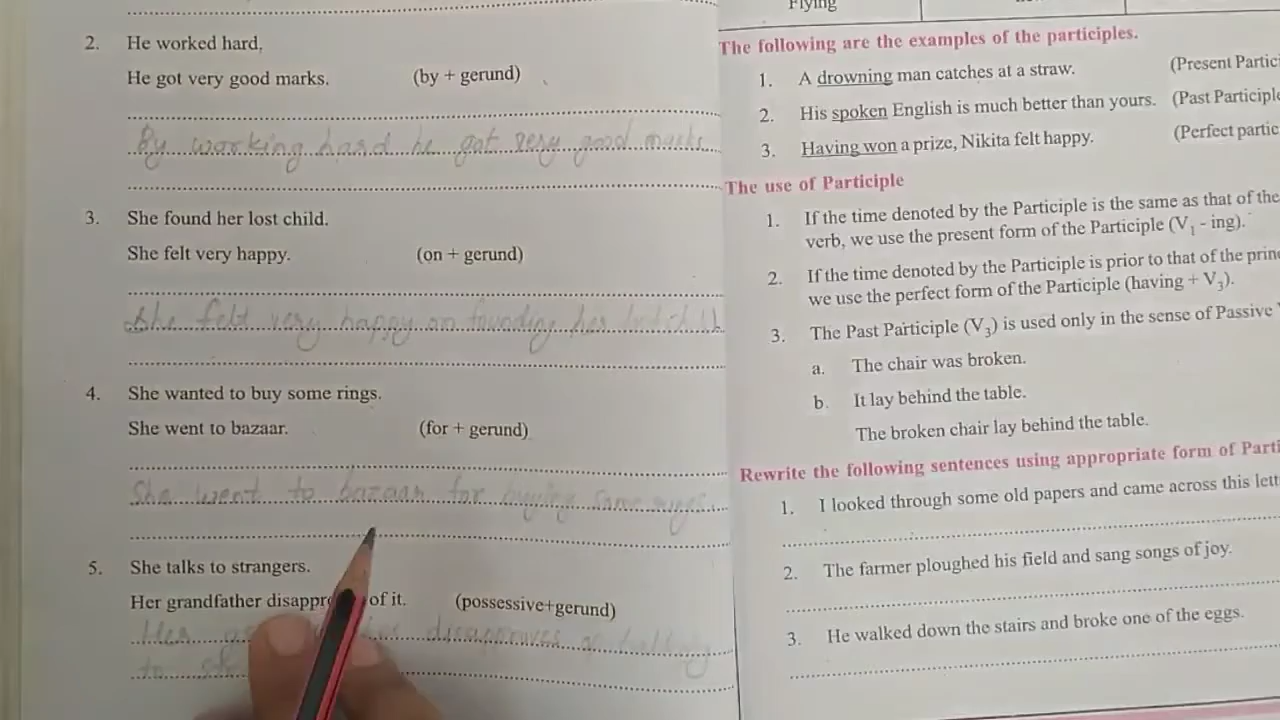 2. He worked hard,
He got very good marks. (by + gerund)
By working hard he got very good marks
3. She found her lost child.
She felt very happy. (on + gerund)
She felt very happy on founding her
4. She wanted to buy some rings.
She went to bazaar. (for + gerund)
She went to bazaar for buying some
5. She talks to strangers.
Her grandfather of it. (possessive+gerund)
Her disapproves of talking
to
Flying
The following are the examples of the participles.
1. A drowning man catches at a straw. (Present
2. His spoken English is much better than yours. (Past Participle
3. Having won a prize, Nikita felt happy. (Perfect
The use of Participle
1. If the time denoted by the Participle is the same as that of the
verb, we use the present form of the Participle (V1 - ing).
2. If the time denoted by the Participle is prior to that of the
we use the perfect form of the Participle (having + V3).
3. The Past Participle (V3) is used only in the sense of Passive
a. The chair was broken.
b. It lay behind the table.
The broken chair lay behind the table.
Rewrite the following sentences using appropriate form of
1. I looked through some old papers and came across this
2. The farmer ploughed his field and sang songs of joy.
3. He walked down the stairs and broke one of the eggs.